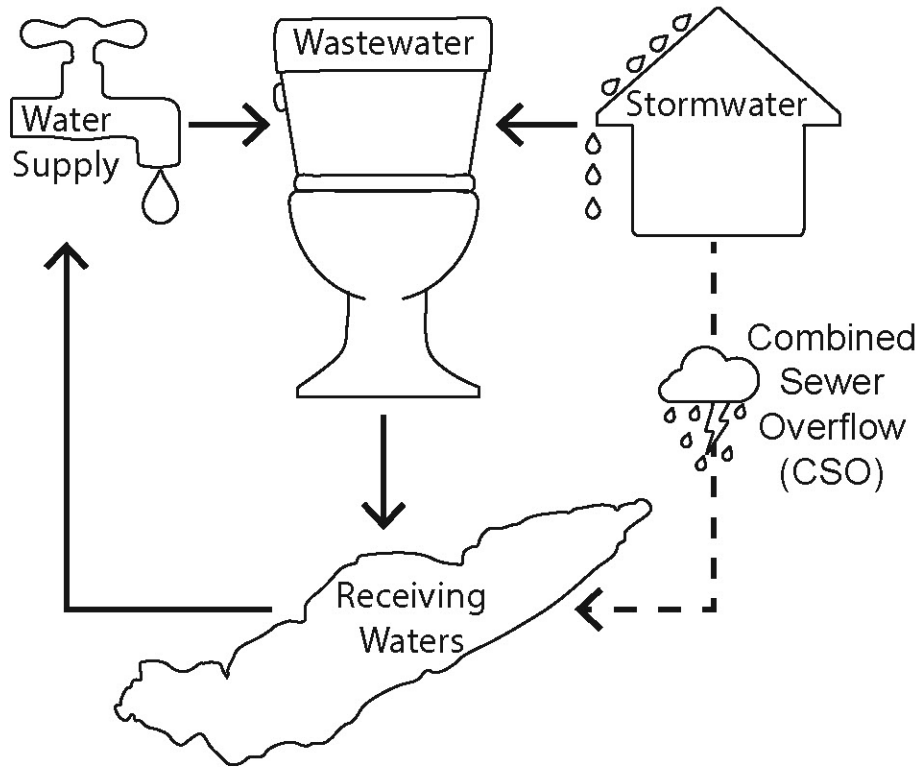 Water
Supply
Wastewater
Stormwater
Combined
Sewer
Overflow
(CSO)
Receiving
Waters